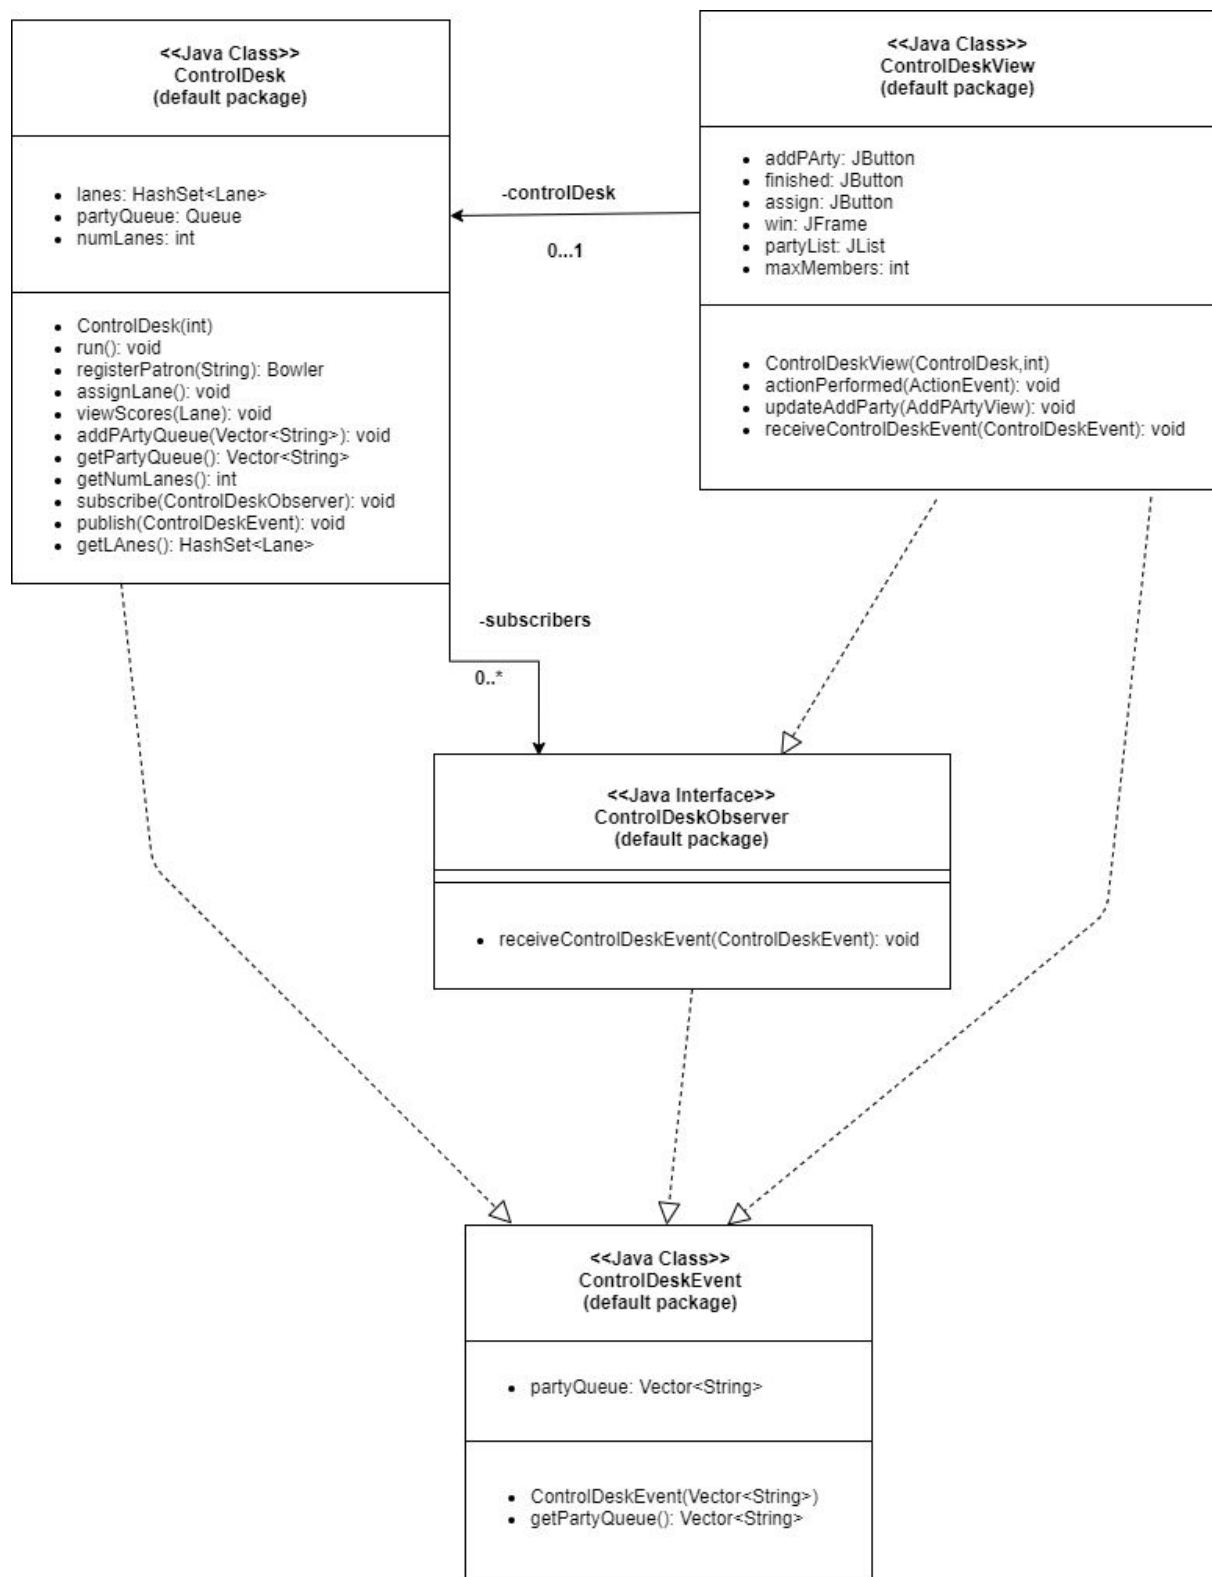 <<Java Class>>
ControlDesk
(default package)
lanes: HashSet<Lane>
partyQueue: Queue
numLanes: int
ControlDesk(int)
run(): void
registerPatron(String): Bowler
assignLane(): void
viewScores(Lane): void
addPArtyQueue(Vector<String>): void
getPartyQueue(): Vector<String>
getNumLanes(): int
subscribe(ControlDeskObserver): void
publish(ControlDeskEvent): void
getLAnes(): HashSet<Lane>
-controlDesk
0...1
<<Java Class>>
ControlDeskView
(default package)
addPArty: JButton
finished: JButton
assign: JButton
win: JFrame
partyList: JList
maxMembers: int
ControlDeskView(ControlDesk,int)
actionPerformed(ActionEvent): void
updateAddParty(AddPArtyView): void
receiveControlDeskEvent(ControlDeskEvent): void
-subscribers
0..*
<<Java Interface>>
ControlDeskObserver
(default package)
receiveControlDeskEvent(ControlDeskEvent): void
<<Java Class>>
ControlDeskEvent
(default package)
partyQueue: Vector<String>
ControlDeskEvent(Vector<String>)
getPartyQueue(): Vector<String>